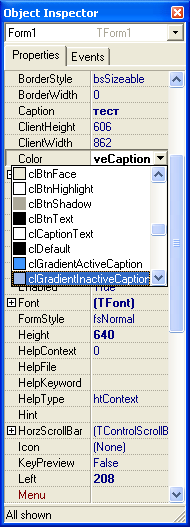 Object Inspector
Form1 TForm1
Properties Events
BorderStyle bsSizeable
BorderWidth 0
Caption тест
ClientHeight 606
ClientWidth 862
Color veCaption
clBtnFace
clBtnHighlight
clBtnShadow
clBtnText
clCaptionText
clDefault
clGradientActiveCaption
clGradientInactiveCaption
Enabled True
Font (TFont)
FormStyle fsNormal
Height 640
HelpContext 0
HelpFile
HelpKeyword
HelpType htContext
Hint
HorzScrollBar (TControlScrollB
Icon (None)
KeyPreview False
Left 208
Menu
All shown